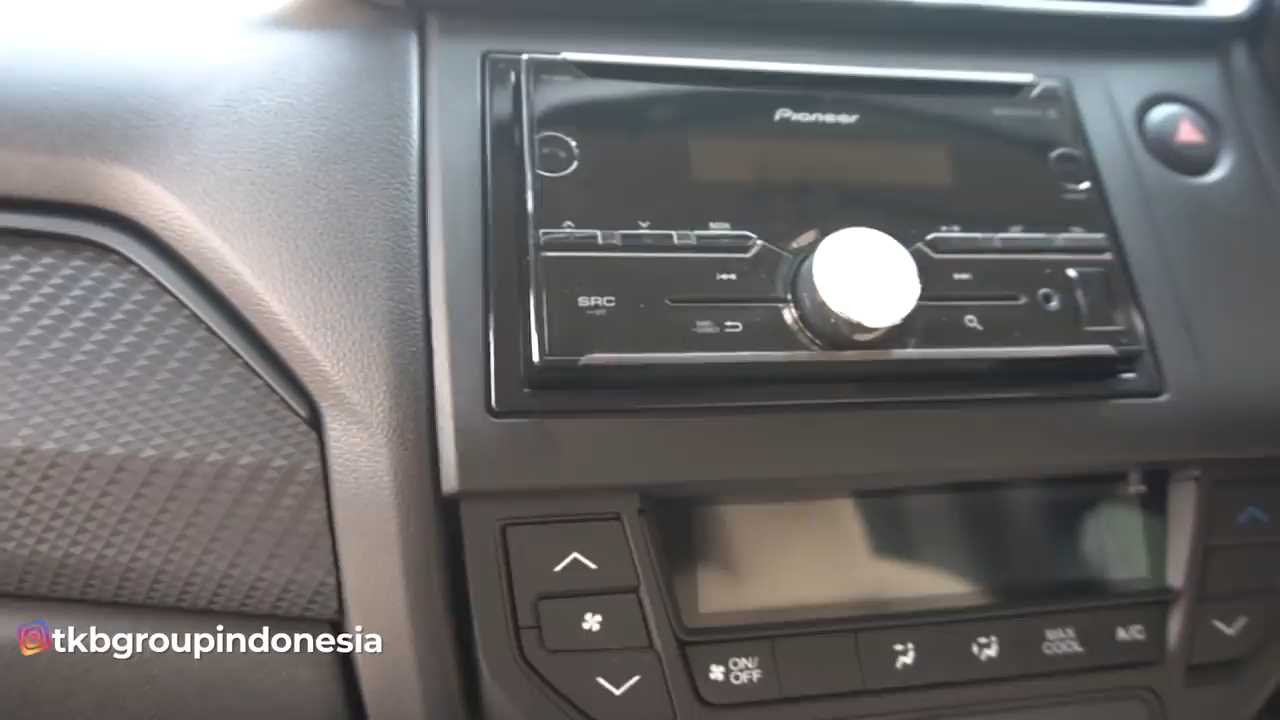 Pioneer
SRC
ON/
OFF
MAX
COOL
A/C
tkbgroupindonesia